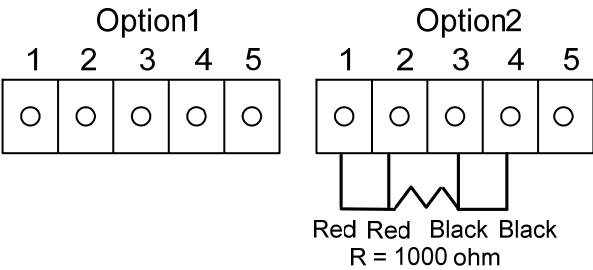 Option1 Option2
1 2 3 4 5 1 2 3 4 5
Red Red Black Black
R = 1000 ohm